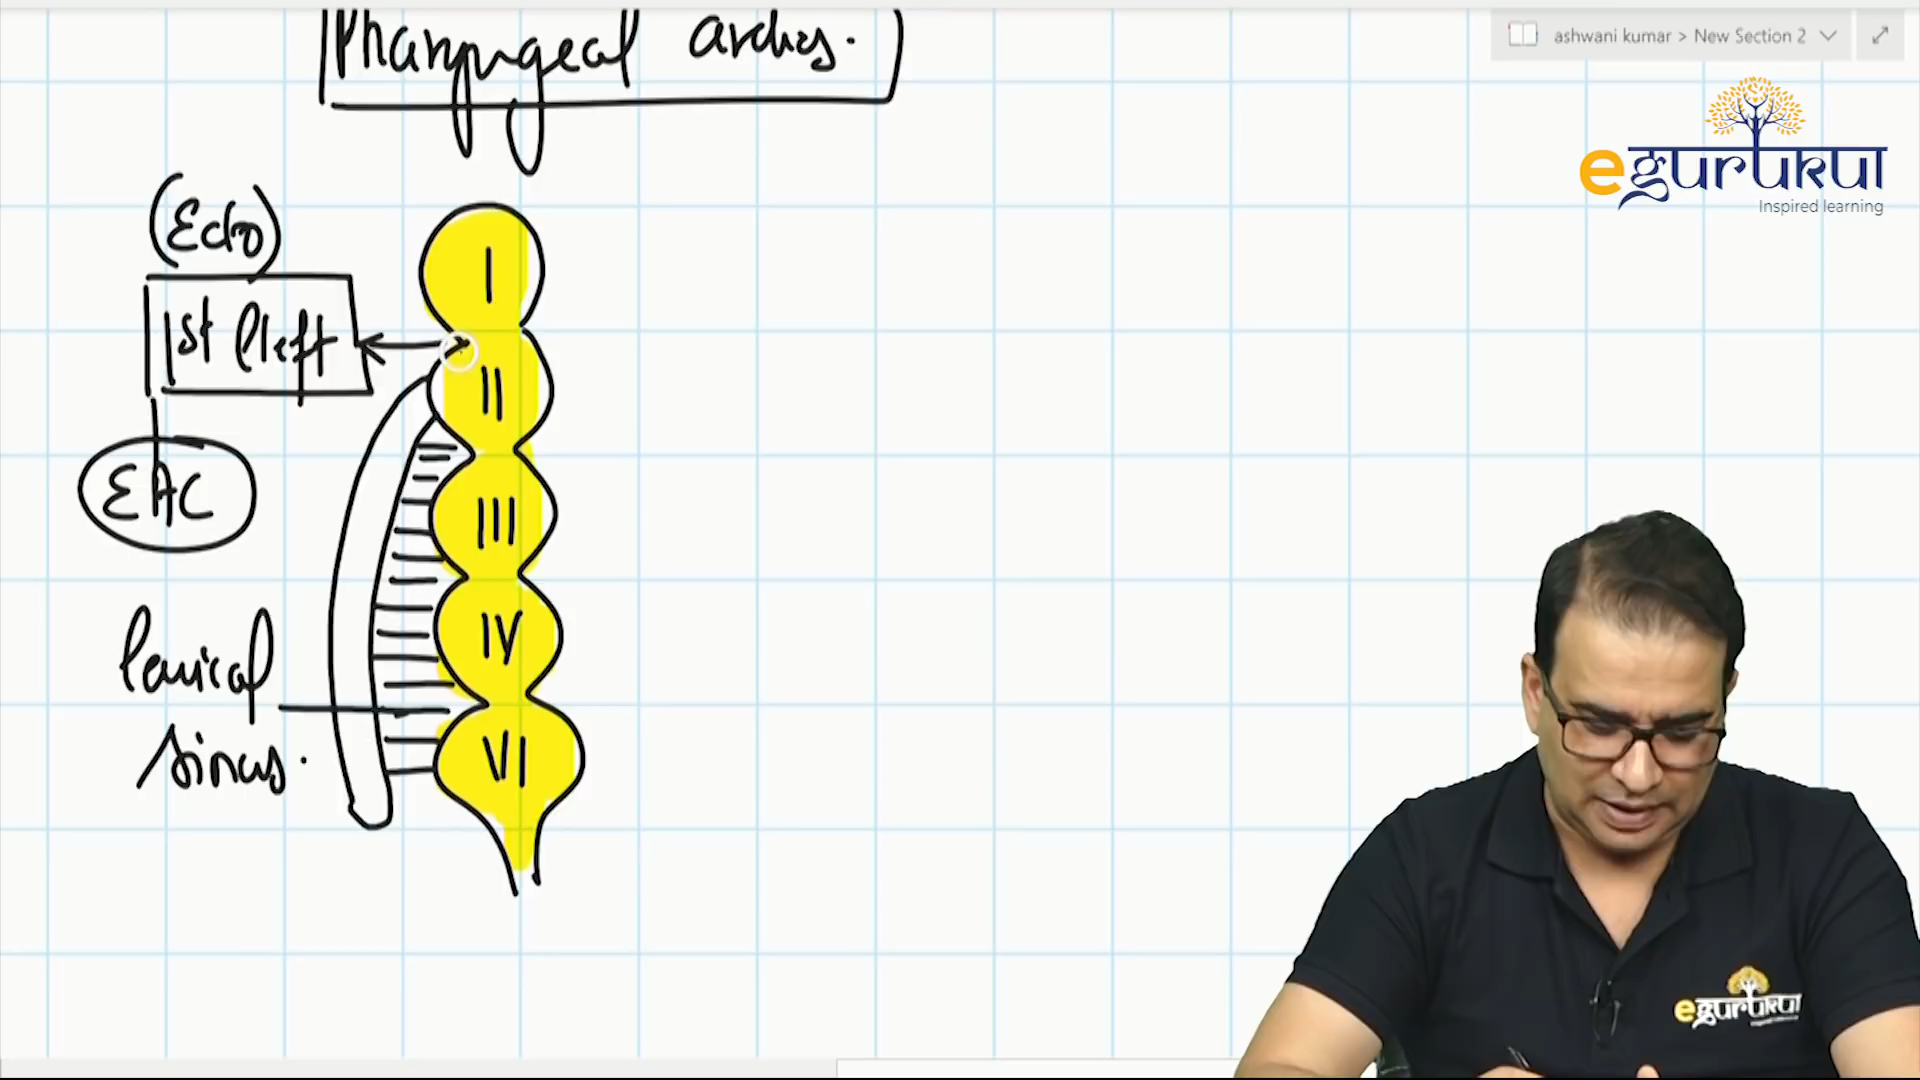 Pharyngeal arches.
ashwani kumar > New Section 2
egurukul
Inspired learning
(Ecto)
1st Cleft
EAC
Cervical
sinus.
I
II
III
IV
VI
egurukul